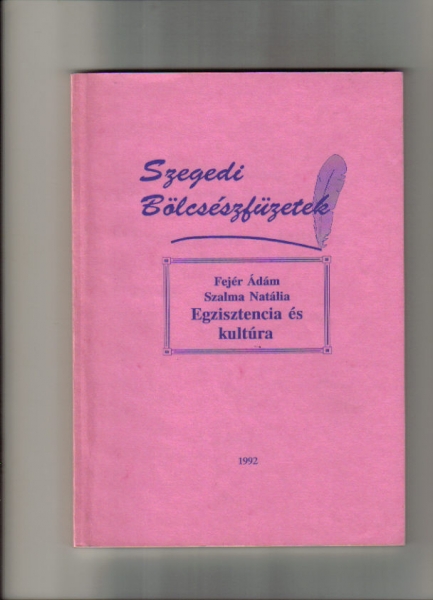 Szegedi
Bölcsészfüzetek
Fejér Ádám
Szalma Natália
Egzisztencia és
kultúra
1992